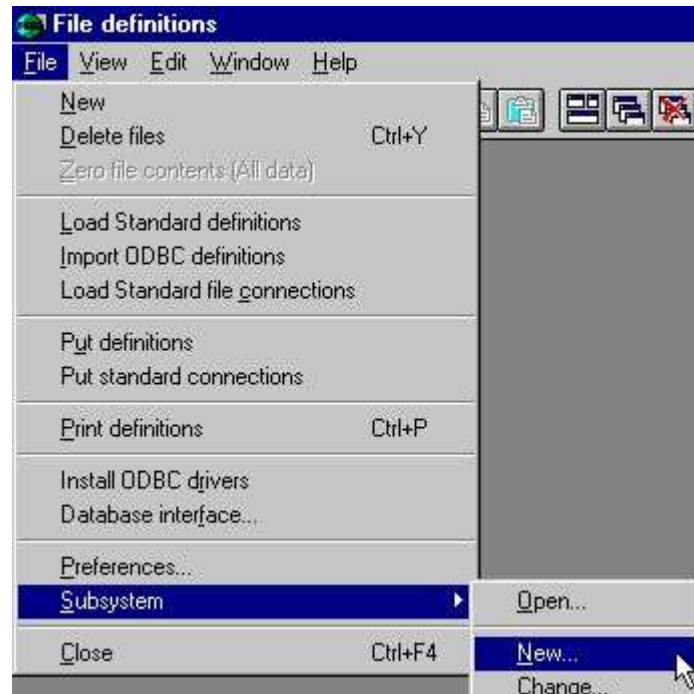 File definitions
File View Edit Window Help
New
Delete files Ctrl+Y
Zero file contents (All data)
Load Standard definitions
Import ODBC definitions
Load Standard file connections
Put definitions
Put standard connections
Print definitions Ctrl+P
Install ODBC drivers
Database interface...
Preferences...
Subsystem Open...
Close Ctrl+F4 New...
Change...